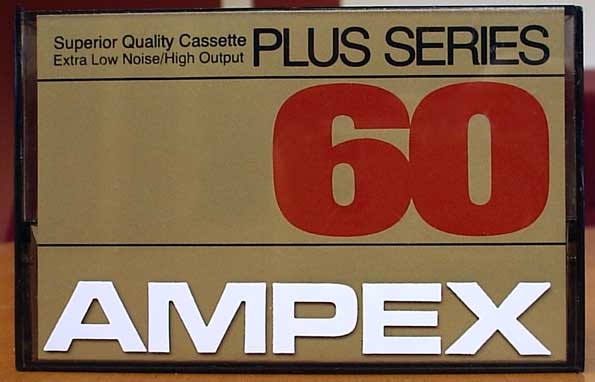 Superior Quality Cassette PLUS SERIES
Extra Low Noise/High Output
60
AMPEX